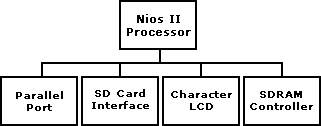 Nios II
Processor
Parallel
Port
SD Card
Interface
Character
LCD
SDRAM
Controller